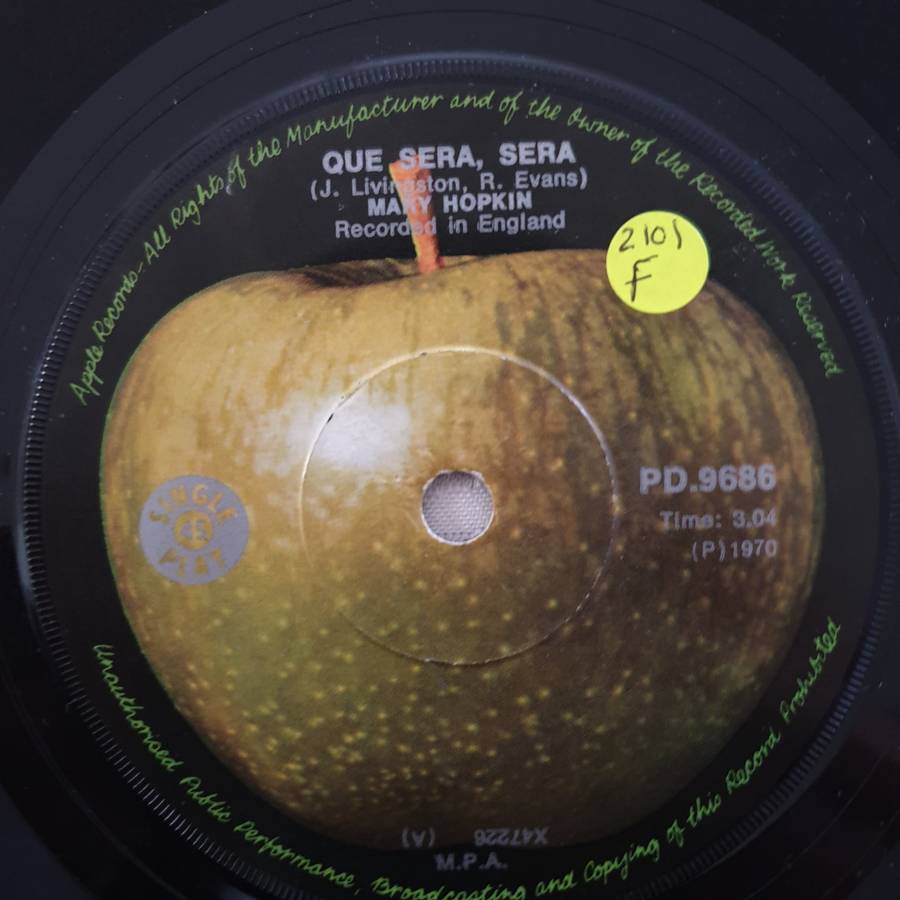 Apple Records-All Rights of the Manufacturer and of the Owner of the Recorded Work Reserved
QUE SERA, SERA
(J. Livingston, R. Evans)
MARY HOPKIN
Recorded in England
2101
F
PD.9686
Time: 3.04
(P)1970
SINGLE
45
PLAY
X47226 (A)
M.P.A.
Unauthorised Public Performance, Broadcasting and Copying of this Record Prohibited